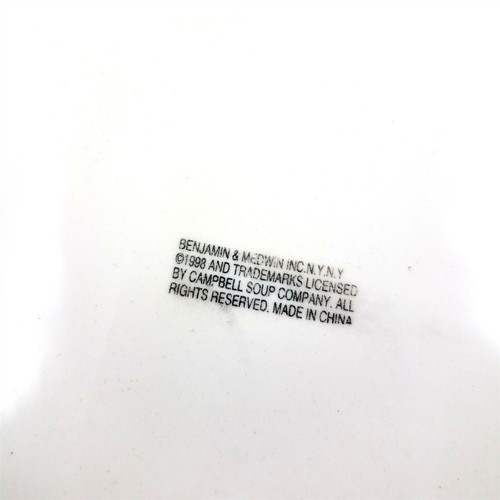 BENJAMIN & MEDWIN INC.N.Y.N.Y
©1998 AND TRADEMARKS LICENSED
BY CAMPBELL SOUP COMPANY. ALL
RIGHTS RESERVED. MADE IN CHINA